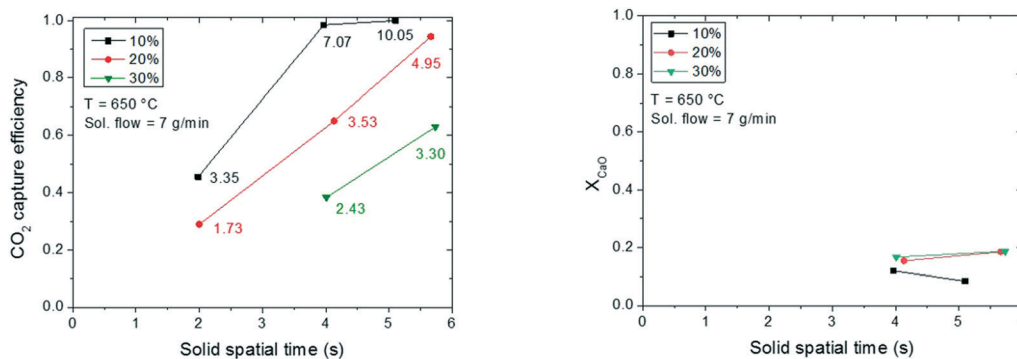 CO2 capture efficiency
1.0
0.8
0.6
0.4
0.2
0.0
10%
20%
30%
T = 650 °C
Sol. flow = 7 g/min
7.07
10.05
4.95
3.53
3.35
3.30
2.43
1.73
0 1 2 3 4 5 6
Solid spatial time (s)
XCaO
1.0
0.8
0.6
0.4
0.2
0.0
10%
20%
30%
T = 650 °C
Sol. flow = 7 g/min
0 1 2 3 4 5
Solid spatial time (s)